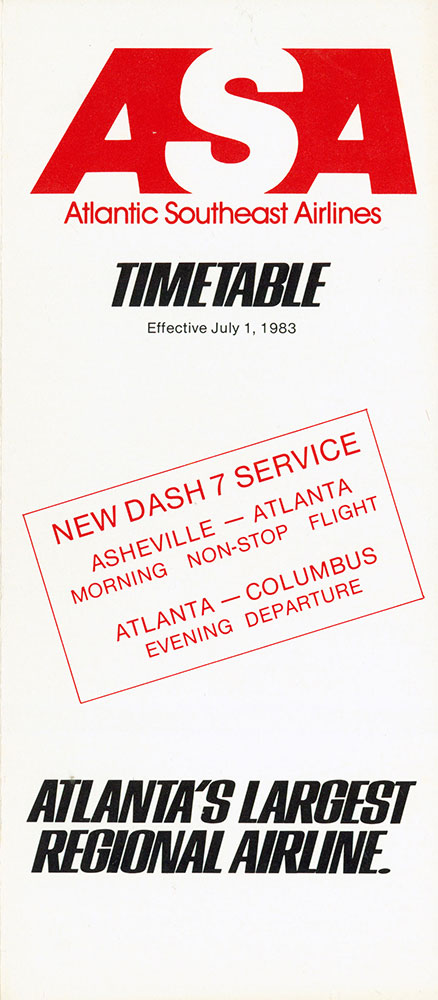 ASA
Atlantic Southeast Airlines
TIMETABLE
Effective July 1, 1983
NEW DASH 7 SERVICE
ASHEVILLE — ATLANTA
MORNING NON-STOP FLIGHT
ATLANTA — COLUMBUS
EVENING DEPARTURE
ATLANTA'S LARGEST
REGIONAL AIRLINE.